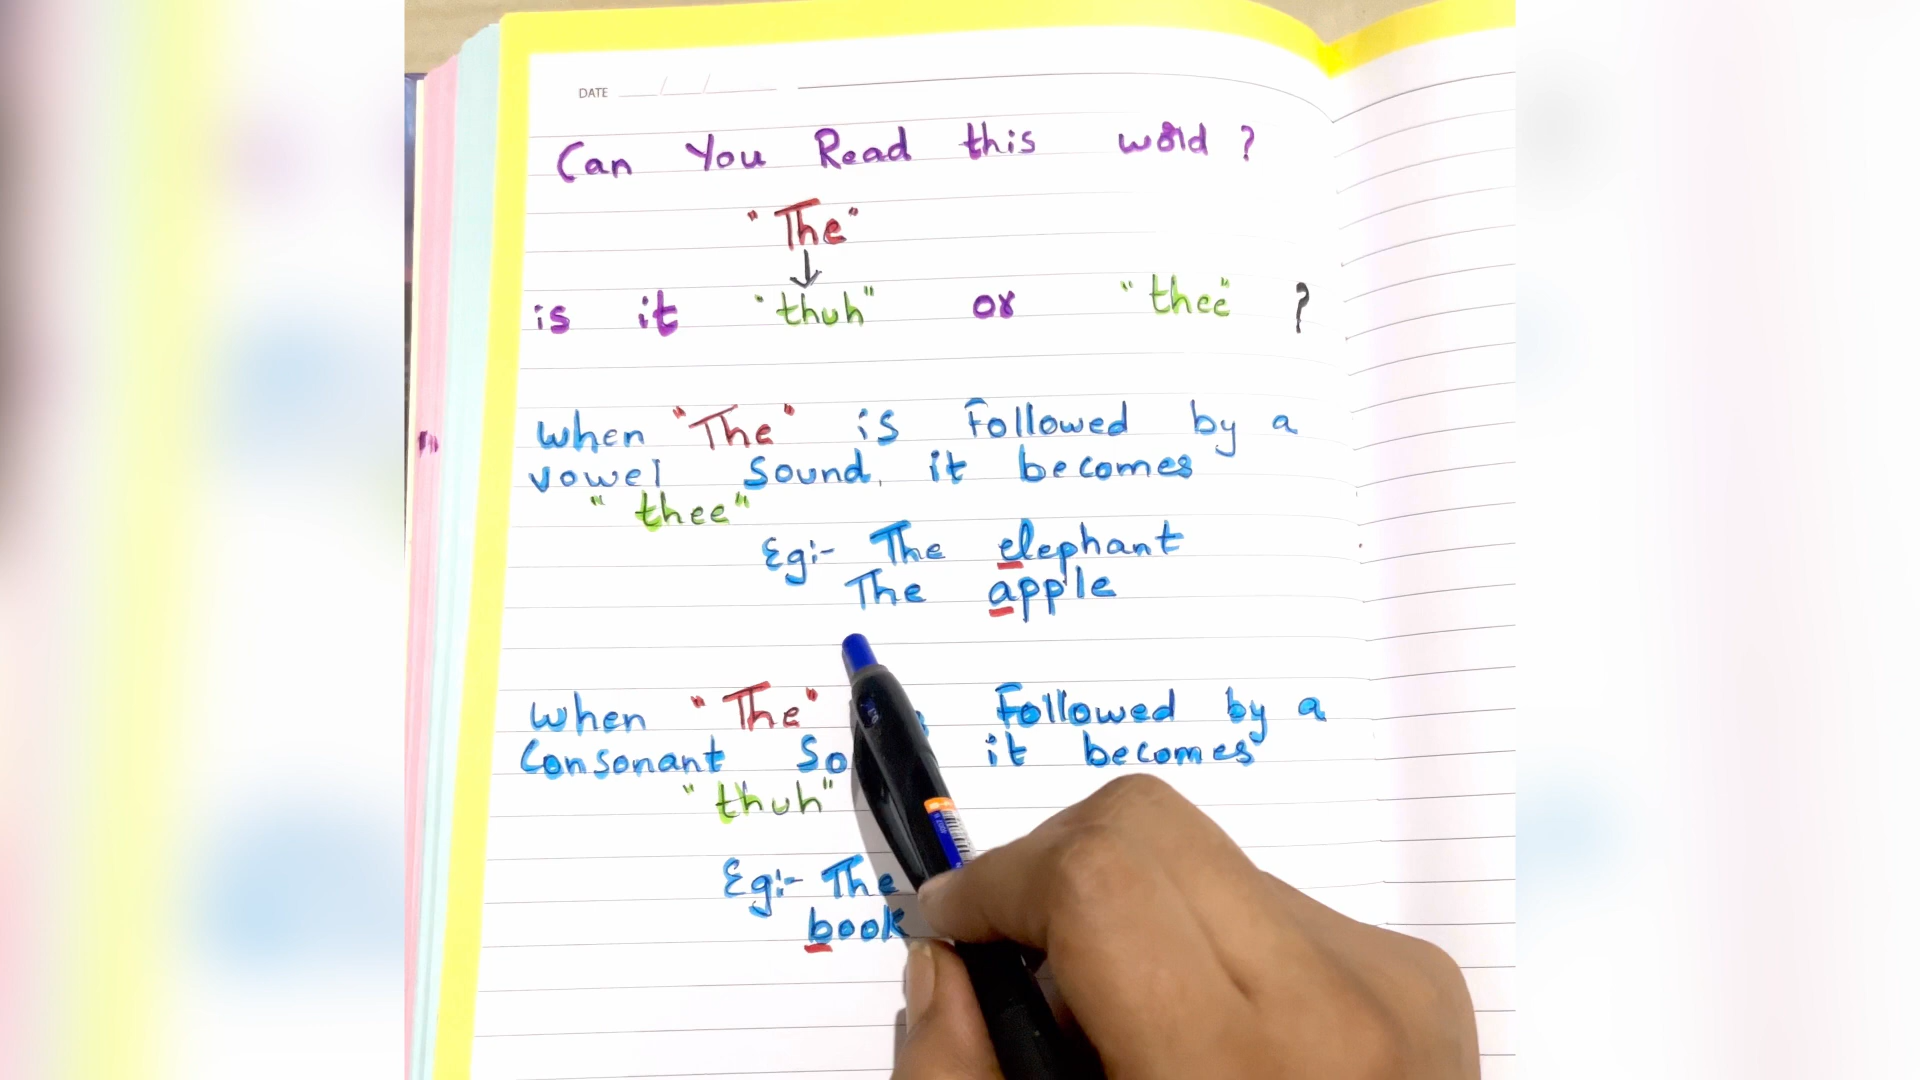 DATE
Can You Read this word ?
"The"
is it "thuh" or "thee" ?
When "The" is Followed by a
vowel Sound, it becomes
"thee"
Eg:- The elephant
The apple
When "The" Followed by a
Consonant it becomes
"thuh"
Eg:- The
book